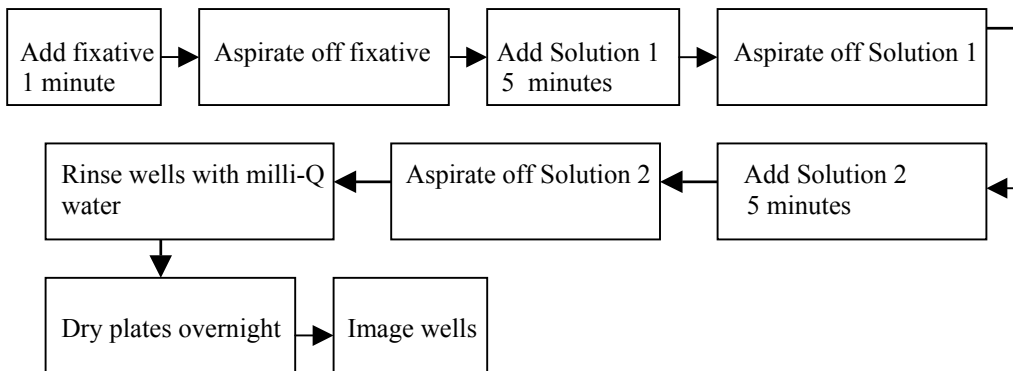 Add fixative
1 minute
Aspirate off fixative
Add Solution 1
5 minutes
Aspirate off Solution 1
Add Solution 2
5 minutes
Aspirate off Solution 2
Rinse wells with milli-Q
water
Dry plates overnight
Image wells